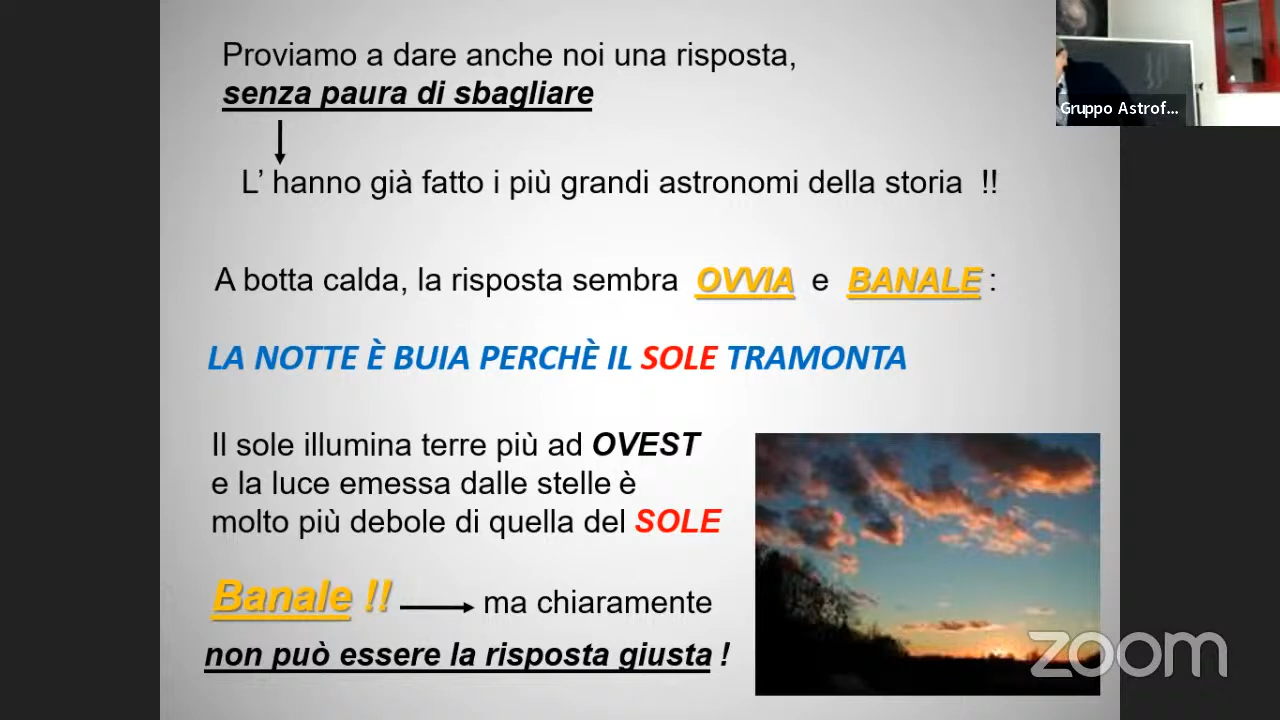 Proviamo a dare anche noi una risposta,
senza paura di sbagliare
L' hanno già fatto i più grandi astronomi della storia !!
A botta calda, la risposta sembra OVVIA e BANALE :
LA NOTTE È BUIA PERCHÈ IL SOLE TRAMONTA
Il sole illumina terre più ad OVEST
e la luce emessa dalle stelle è
molto più debole di quella del SOLE
Banale !! ma chiaramente
non può essere la risposta giusta !
Gruppo Astrof...
zoom